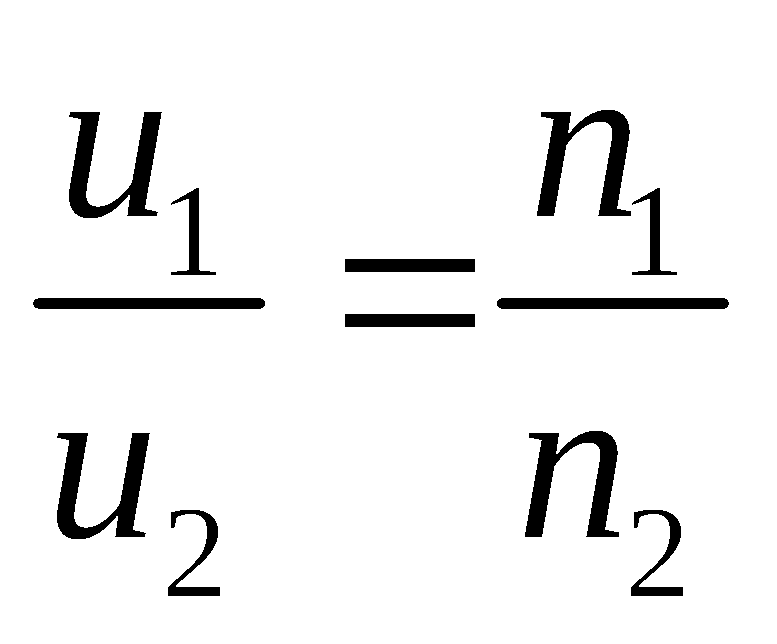 u₁/u₂ = n₁/n₂